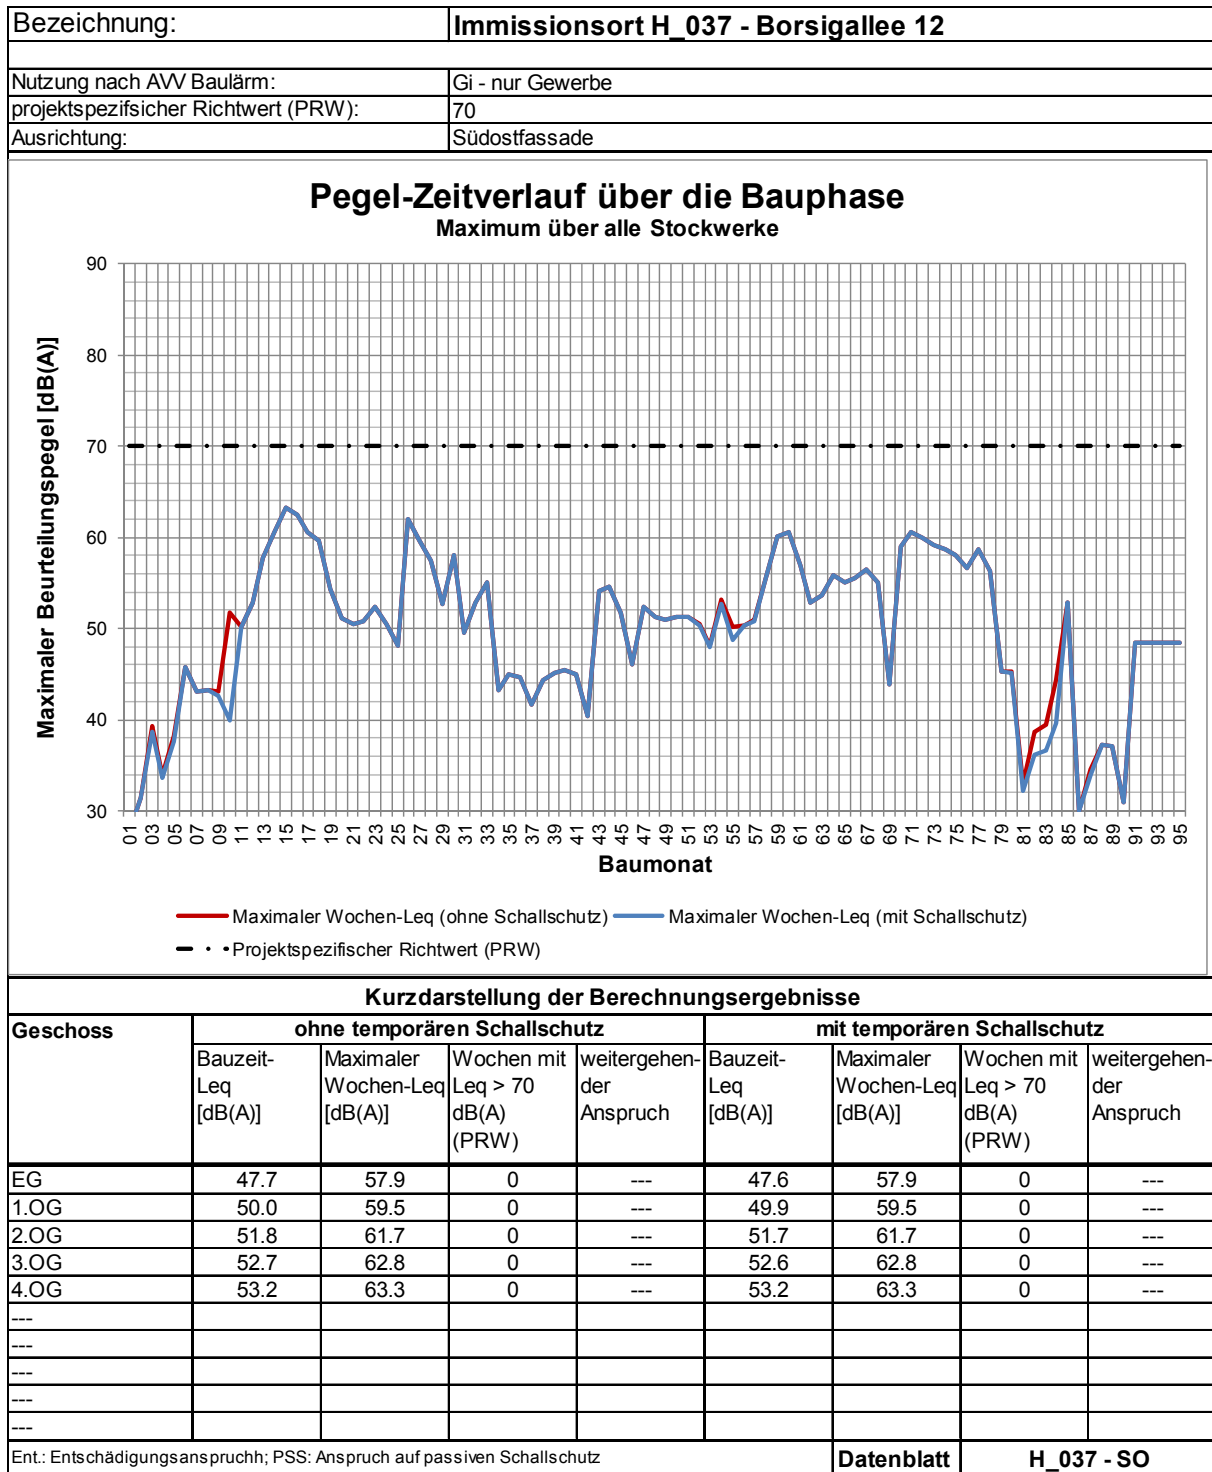 Bezeichnung: Immissionsort H_037 - Borsigallee 12
Nutzung nach AVV Baulärm: Gi - nur Gewerbe
projektspezifsicher Richtwert (PRW): 70
Ausrichtung: Südostfassade
Pegel-Zeitverlauf über die Bauphase
Maximum über alle Stockwerke
Maximaler Beurteilungspegel [dB(A)]
90
80
70
60
50
40
30
01 03 05 07 09 11 13 15 17 19 21 23 25 27 29 31 33 35 37 39 41 43 45 47 49 51 53 55 57 59 61 63 65 67 69 71 73 75 77 79 81 83 85 87 89 91 93 95
Baumonat
Maximaler Wochen-Leq (ohne Schallschutz) Maximaler Wochen-Leq (mit Schallschutz)
Projektspezifischer Richtwert (PRW)
Kurzdarstellung der Berechnungsergebnisse
Geschoss ohne temporären Schallschutz mit temporären Schallschutz
Bauzeit- Maximaler Wochen mit weitergehen- Bauzeit- Maximaler Wochen mit weitergehen-
Leq Wochen-Leq Leq > 70 der Leq Wochen-Leq Leq > 70 der
[dB(A)] [dB(A)] dB(A) Anspruch [dB(A)] [dB(A)] dB(A) Anspruch
(PRW) (PRW)
EG 47.7 57.9 0 --- 47.6 57.9 0 ---
1.OG 50.0 59.5 0 --- 49.9 59.5 0 ---
2.OG 51.8 61.7 0 --- 51.7 61.7 0 ---
3.OG 52.7 62.8 0 --- 52.6 62.8 0 ---
4.OG 53.2 63.3 0 --- 53.2 63.3 0 ---
---
---
---
---
---
Ent.: Entschädigungsanspruchh; PSS: Anspruch auf passiven Schallschutz Datenblatt H_037 - SO